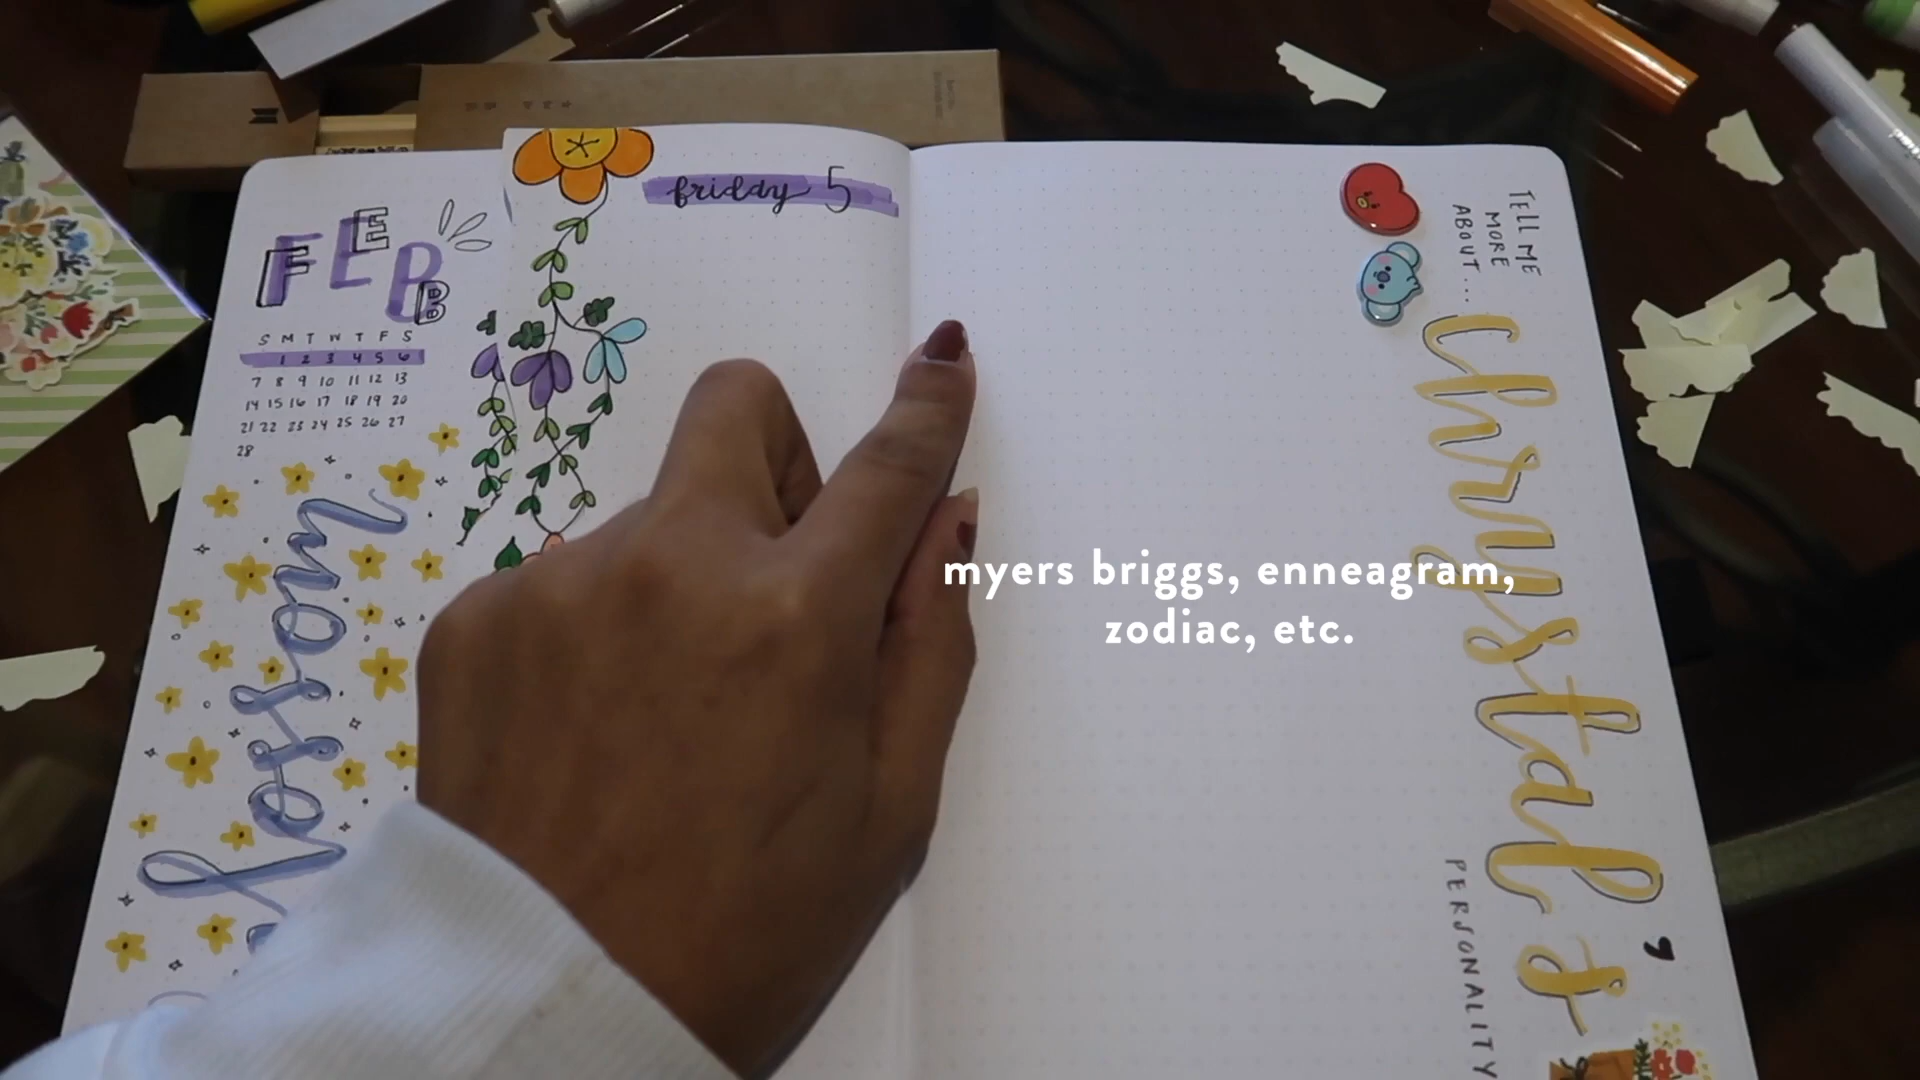 FEB
FEB
S M T W T F S
1 2 3 4 5 6
7 8 9 10 11 12 13
14 15 16 17 18 19 20
21 22 23 24 25 26 27
28
friday 5
TELL ME
MORE
ABOUT...
Chrystal's
PERSONALITY
myers briggs, enneagram,
zodiac, etc.